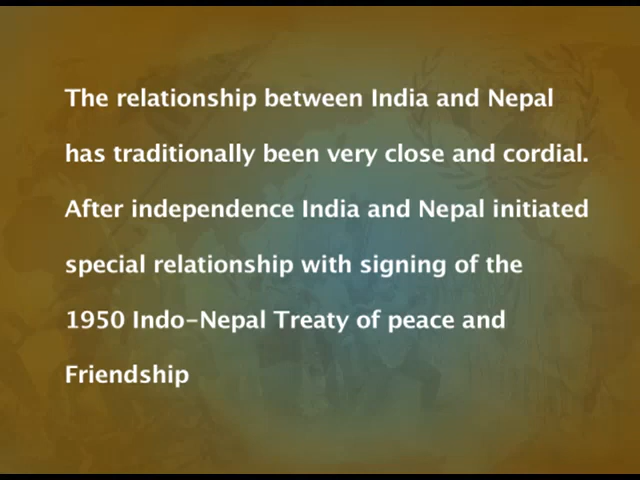 The relationship between India and Nepal
has traditionally been very close and cordial.
After independence India and Nepal initiated
special relationship with signing of the
1950 Indo-Nepal Treaty of peace and
Friendship